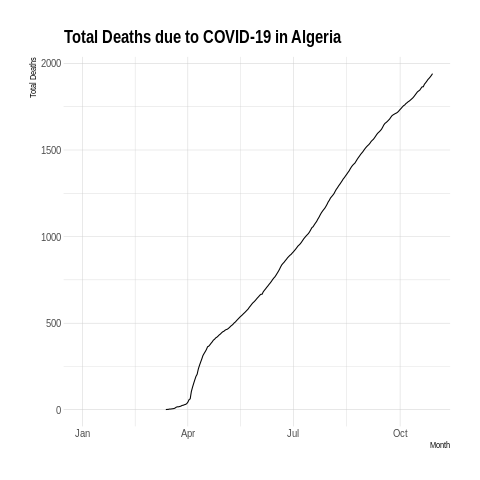 Total Deaths due to COVID-19 in Algeria
Total Deaths
2000
1500
1000
500
0
Jan Apr Jul Oct
Month